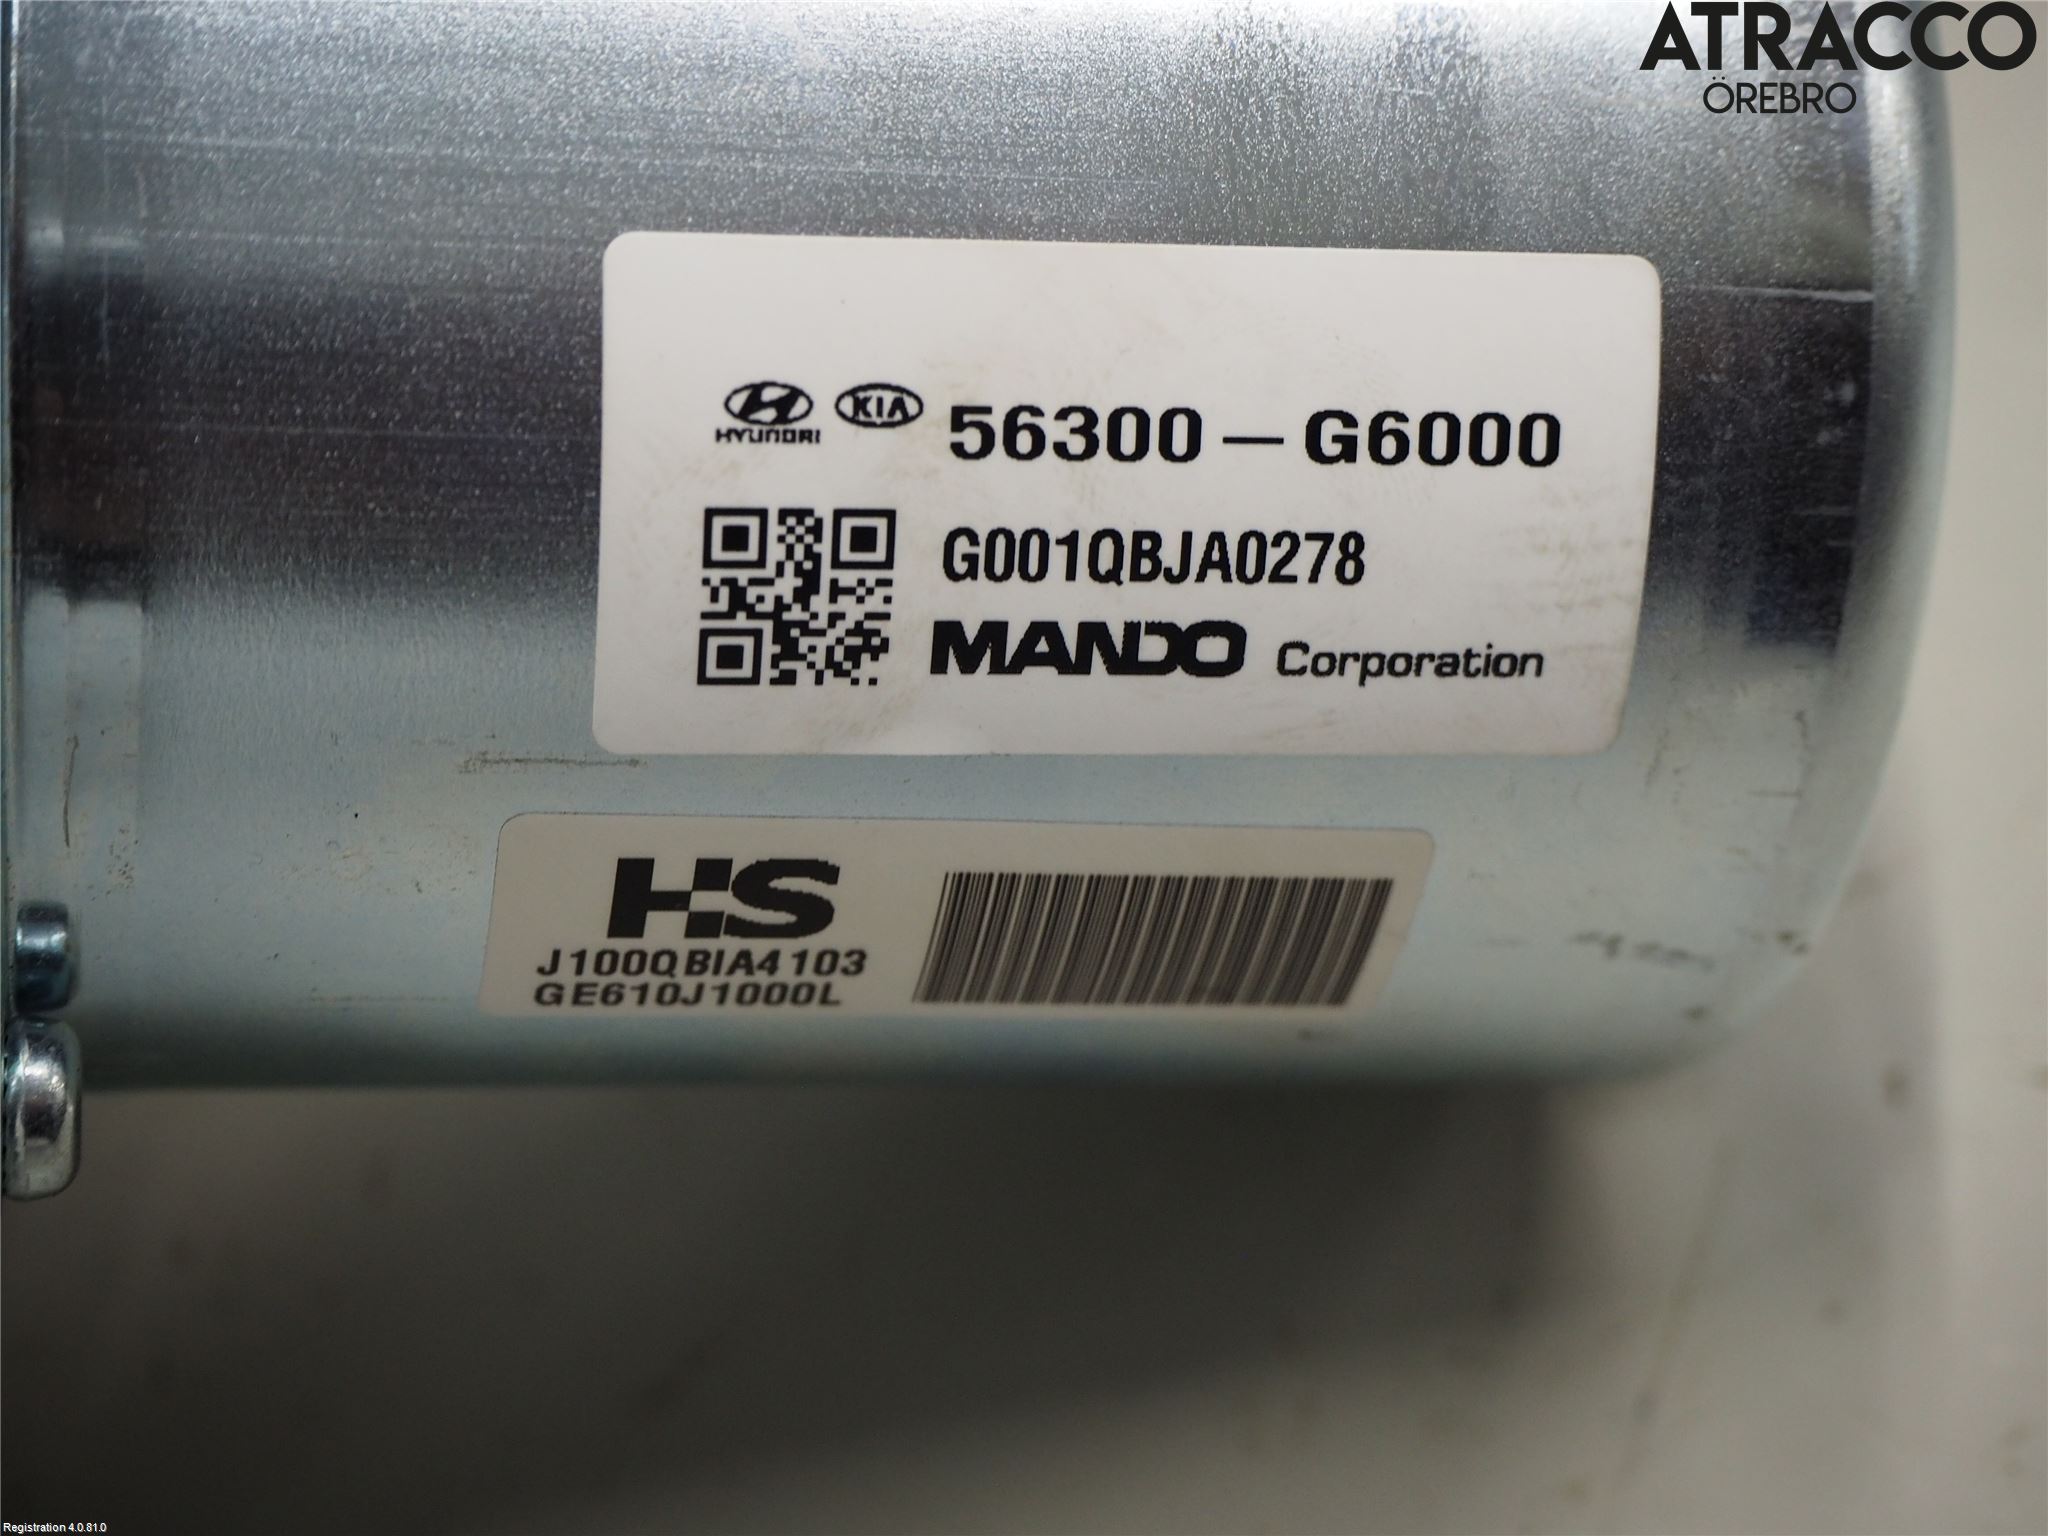 ATRACCO
ÖREBRO
HYUNDAI KIA 56300-G6000
G001QBJA0278
MANDO Corporation
HS
J100QBIA4103
GE610J1000L
Registration 4.0.81.0